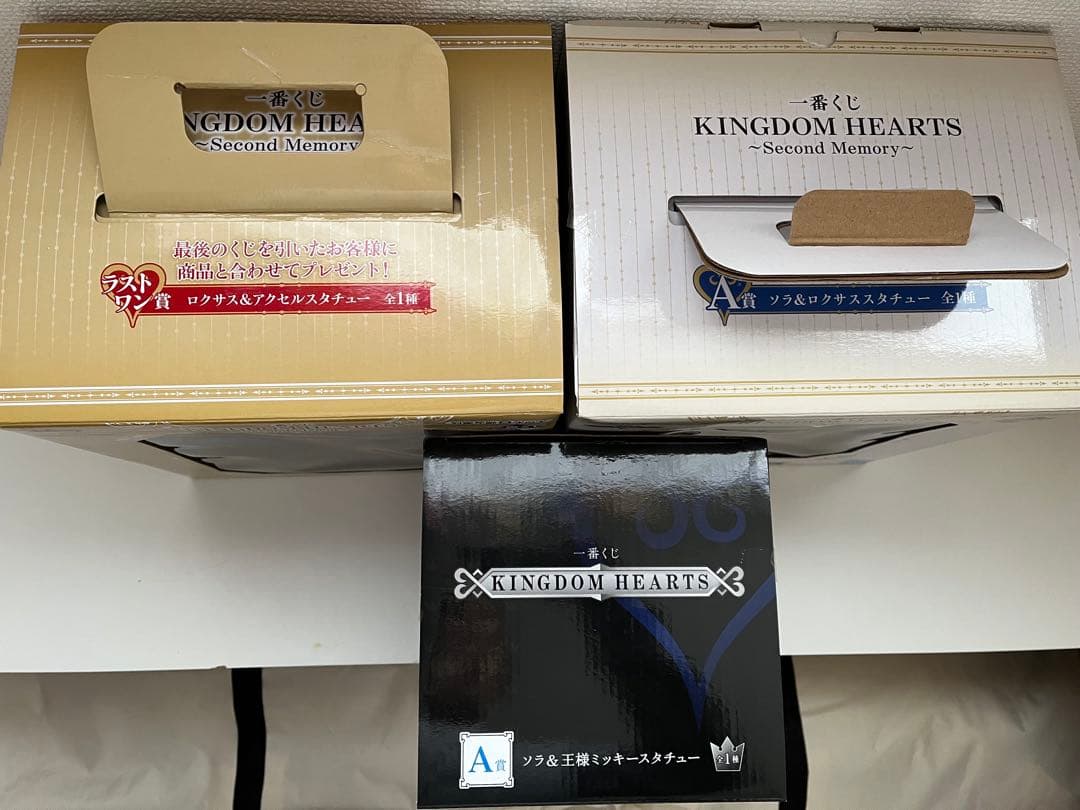 一番くじ
NGDOM HEA
~Second Memory
最後のくじを引いたお客様に
商品と合わせてプレゼント!
ラストワン賞
ロクサス&アクセルスタチュー 全1種
一番くじ
KINGDOM HEARTS
~Second Memory~
A賞 ソラ&ロクサススタチュー 全1種
一番くじ
KINGDOM HEARTS
A賞 ソラ&王様ミッキースタチュー 全1種